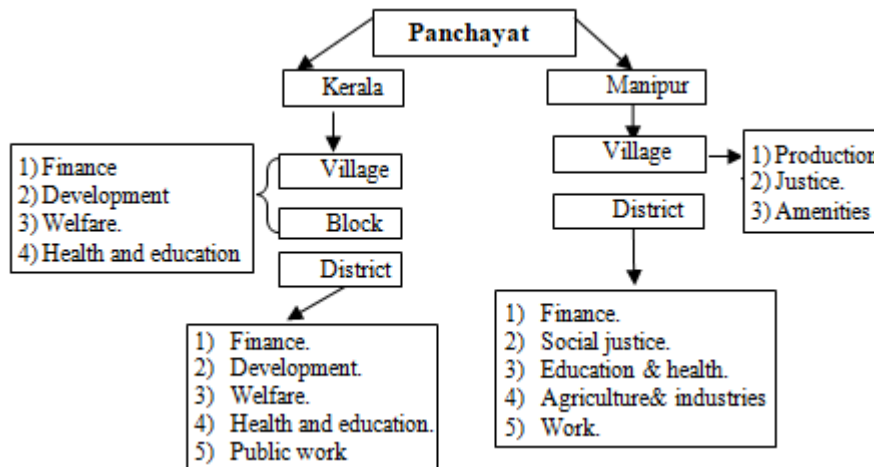 Panchayat
Kerala
Manipur
Village
Village
1) Production
2) Justice.
3) Amenities
1) Finance
2) Development
3) Welfare.
4) Health and education
Block
District
District
1) Finance.
2) Development.
3) Welfare.
4) Health and education.
5) Public work
1) Finance.
2) Social justice.
3) Education & health.
4) Agriculture& industries
5) Work.